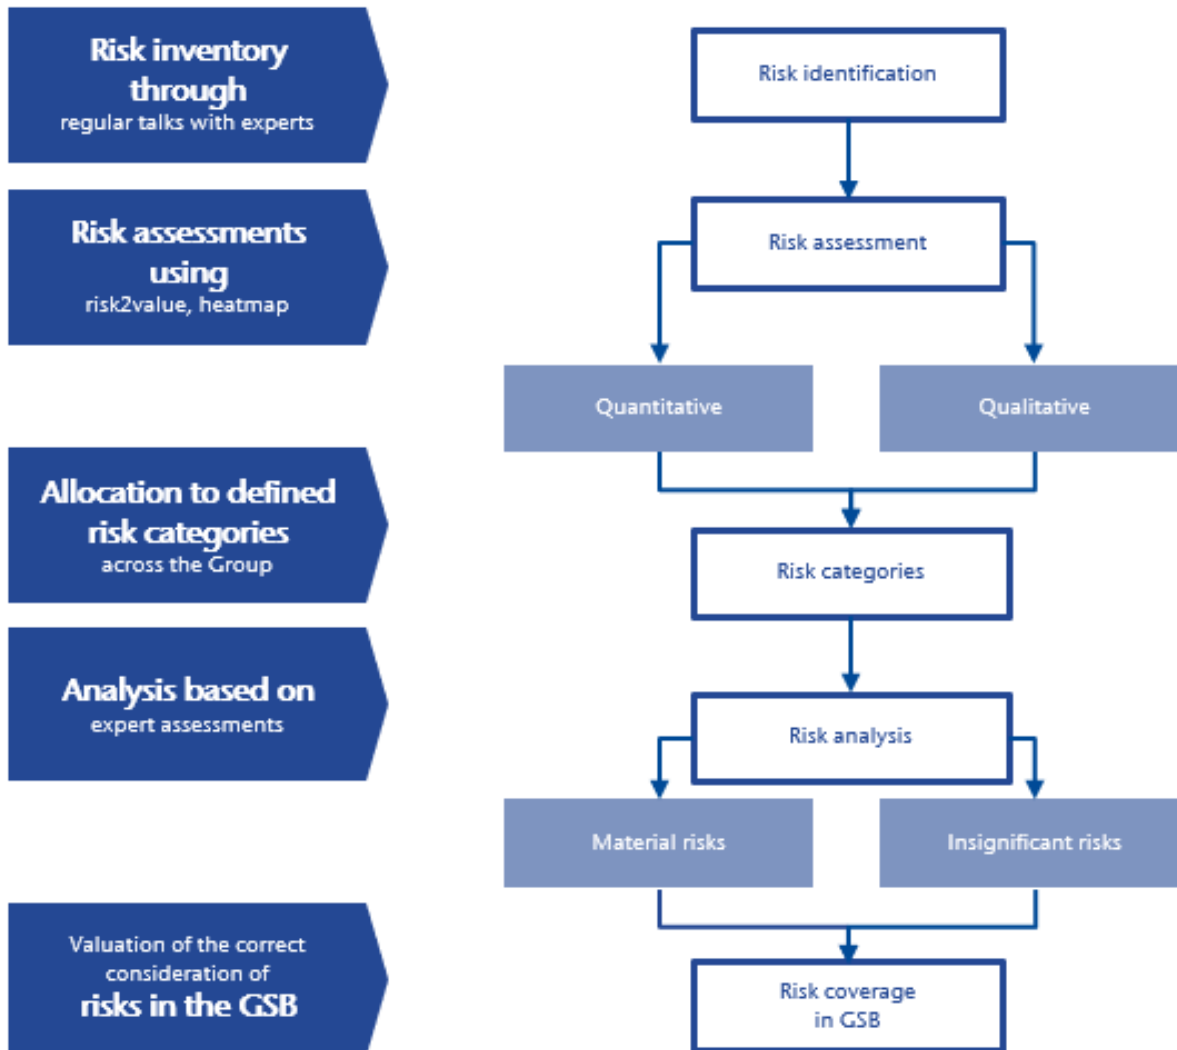 Risk inventory
through
regular talks with experts
Risk identification
Risk assessments
using
risk2value, heatmap
Risk assessment
Quantitative
Qualitative
Allocation to defined
risk categories
across the Group
Risk categories
Analysis based on
expert assessments
Risk analysis
Material risks
Insignificant risks
Valuation of the correct
consideration of
risks in the GSB
Risk coverage
in GSB